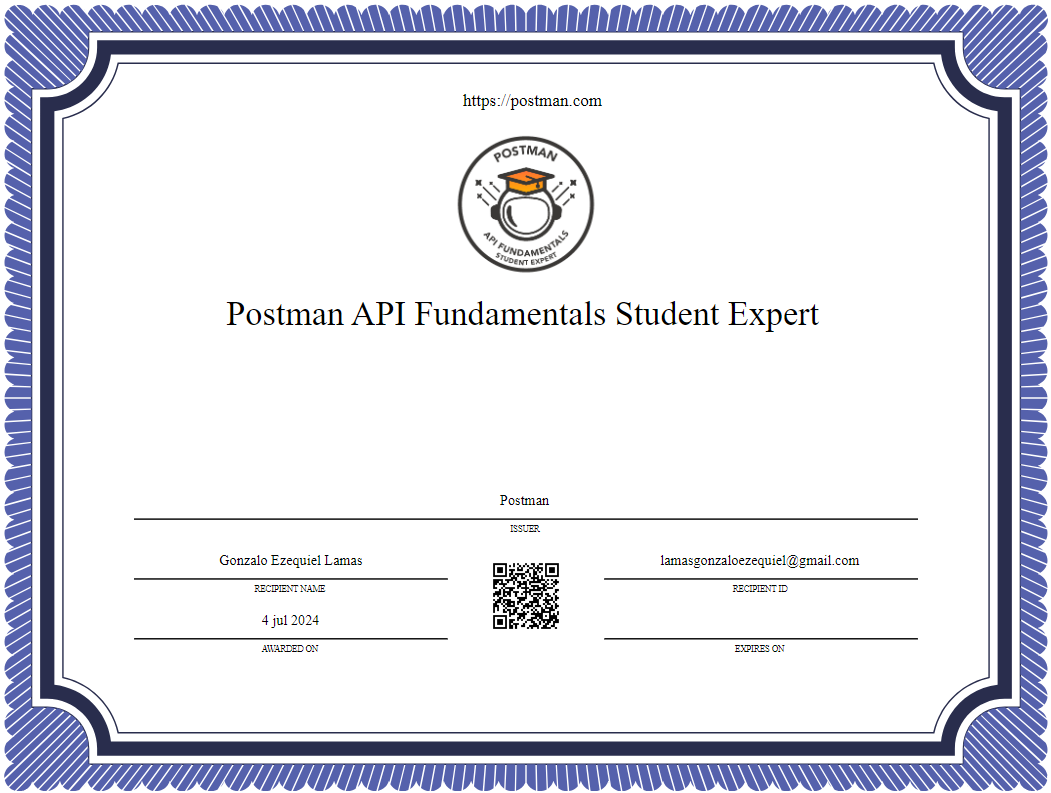 https://postman.com
POSTMAN
API FUNDAMENTALS
STUDENT EXPERT
Postman API Fundamentals Student Expert
Postman
ISSUER
Gonzalo Ezequiel Lamas
RECIPIENT NAME
lamasgonzaloezequiel@gmail.com
RECIPIENT ID
4 jul 2024
AWARDED ON
EXPIRES ON